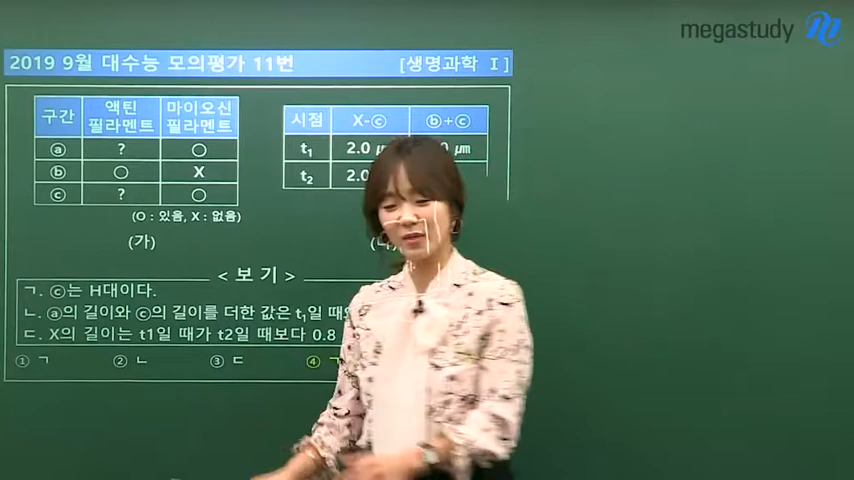 megastudy
2019 9월 대수능 모의평가 11번 [생명과학 I]
구간 액틴 필라멘트 마이오신 필라멘트
ⓐ ? ○
ⓑ ○ X
ⓒ ? ○
(O : 있음, X : 없음)
(가)
시점 X-ⓒ ⓑ+ⓒ
t₁ 2.0 ㎛
t₂ 2.0
<보 기>
ㄱ. ⓒ는 H대이다.
ㄴ. ⓐ의 길이와 ⓒ의 길이를 더한 값은 t₁일 때
ㄷ. X의 길이는 t1일 때가 t2일 때보다 0.8
① ㄱ ② ㄴ ③ ㄷ ④